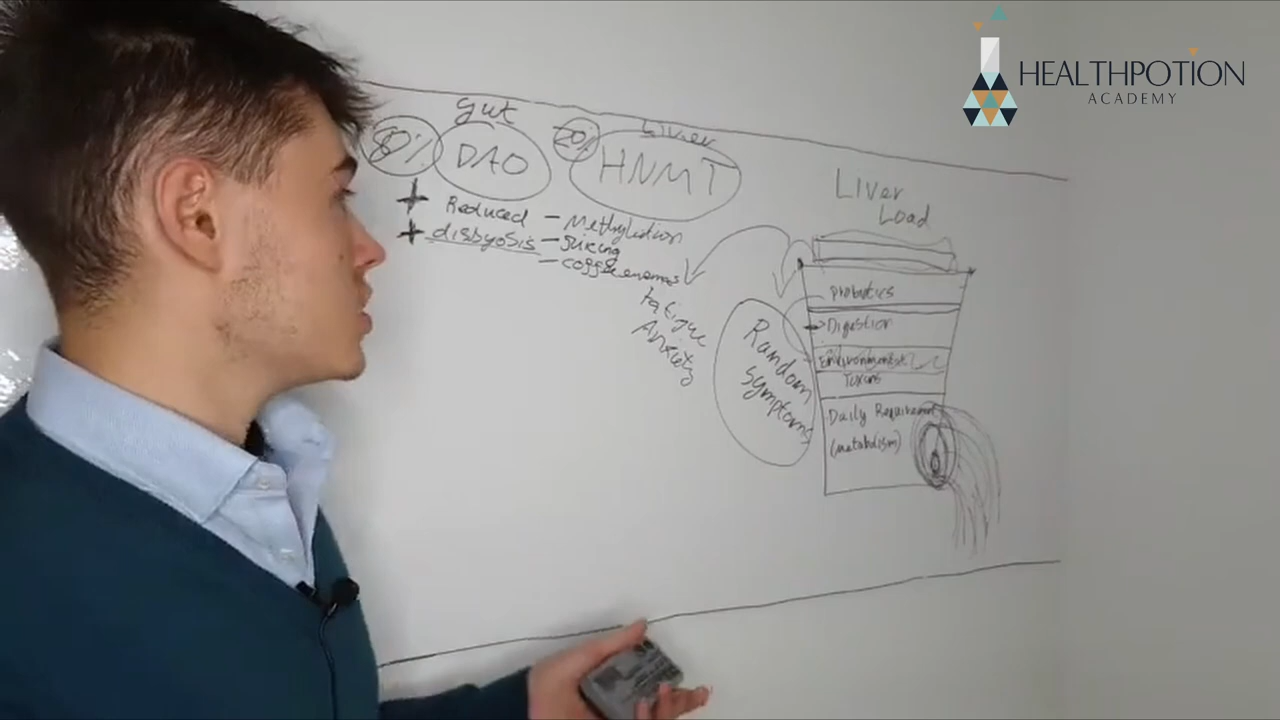 HEALTHPOTION
ACADEMY
gut
80% DAO
+ Reduced
+ disbyosis
20% Liver
HNMT
- Methylation
- juicing
- coffee enemas
Fatigue
Anxiety
Random
symptoms
Liver
Load
Probiotics
Digestion
Environmental
Toxins
Daily Requirement
(metabolism)